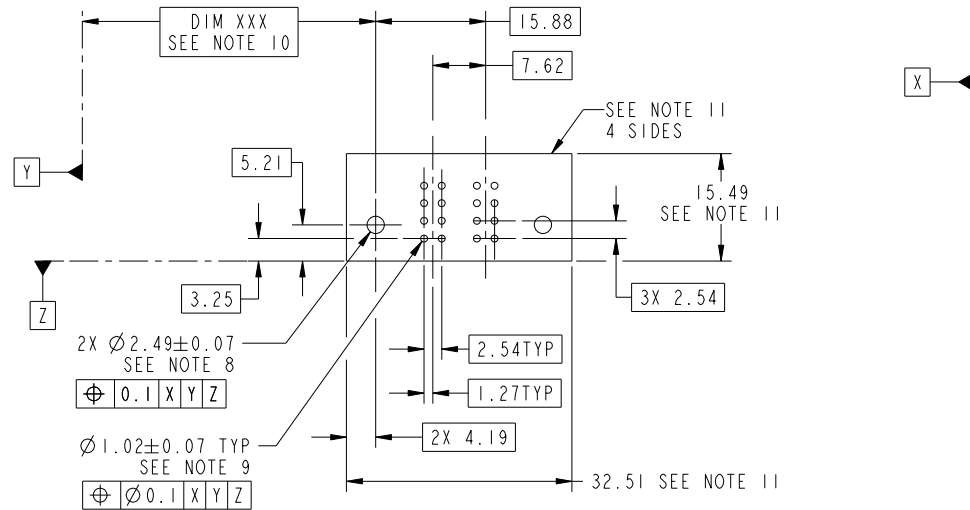 DIM XXX
SEE NOTE 10
15.88
7.62
X
SEE NOTE 11
4 SIDES
Y
5.21
15.49
SEE NOTE 11
Z
3.25
3X 2.54
2X Ø2.49±0.07
SEE NOTE 8
⌖ 0.1 X Y Z
2.54TYP
1.27TYP
Ø1.02±0.07 TYP
SEE NOTE 9
⌖ Ø0.1 X Y Z
2X 4.19
32.51 SEE NOTE 11